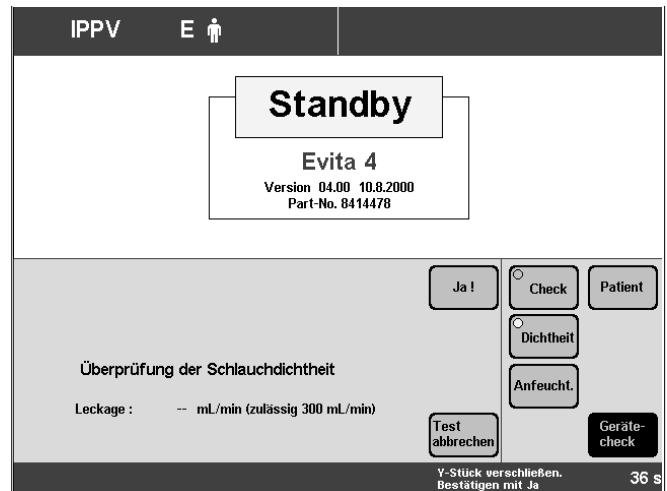 IPPV E
Standby
Evita 4
Version 04.00 10.8.2000
Part-No. 8414478
Ja !
Check
Patient
Dichtheit
Überprüfung der Schlauchdichtheit
Anfeucht.
Leckage : -- mL/min (zulässig 300 mL/min)
Test
abbrechen
Geräte-
check
Y-Stück verschließen.
Bestätigen mit Ja
36 s